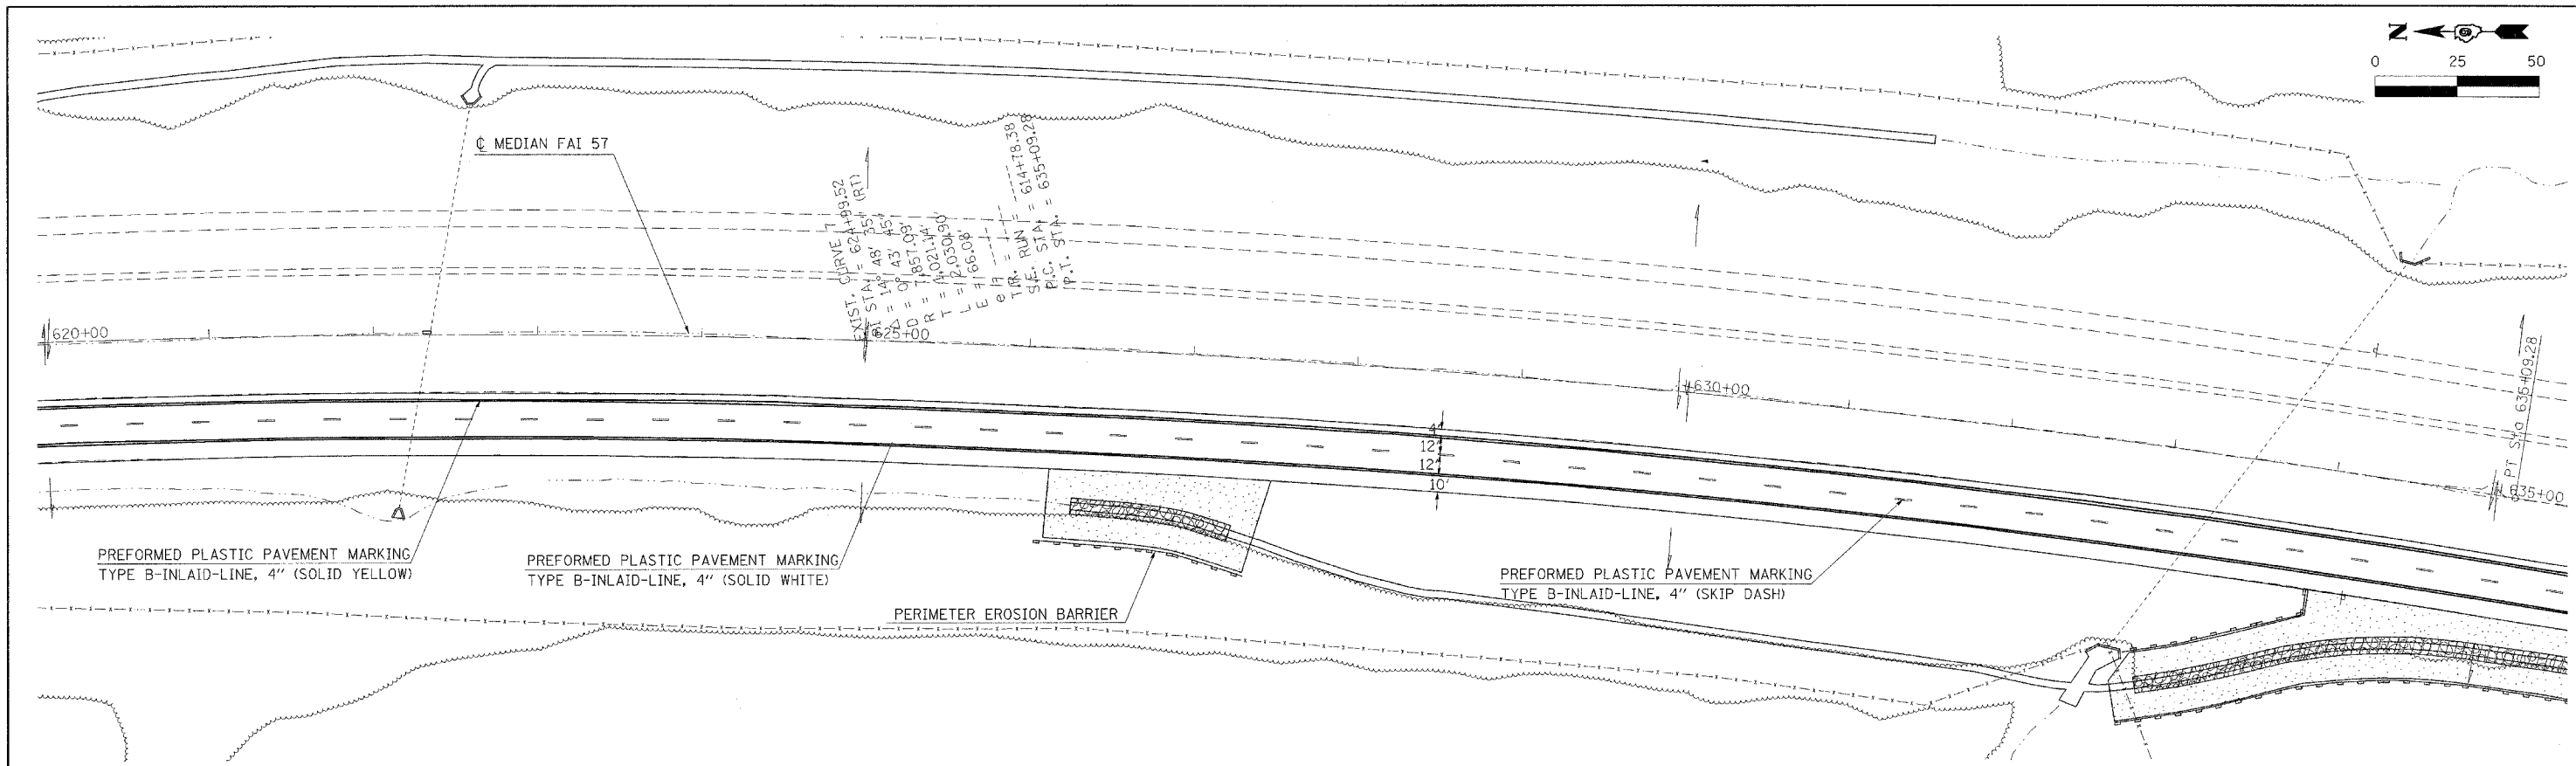 N
0 25 50
℄ MEDIAN FAI 57
EXIST. CURVE 7
PI STA. = 624+99.52
Δ = 14° 48' 35" (RT)
D = 0° 43' 45"
R = 7,857.09'
T = 1,021.14'
L = 2,030.90'
E = 66.08'
e = ------
T.R. = ------
S.E. RUN = ------
P.C. STA. = 614+78.38
P.T. STA. = 635+09.28
620+00
625+00
630+00
PT Sta 635+09.28
635+00
4'
12'
12'
10'
PREFORMED PLASTIC PAVEMENT MARKING
TYPE B-INLAID-LINE, 4" (SOLID YELLOW)
PREFORMED PLASTIC PAVEMENT MARKING
TYPE B-INLAID-LINE, 4" (SOLID WHITE)
PREFORMED PLASTIC PAVEMENT MARKING
TYPE B-INLAID-LINE, 4" (SKIP DASH)
PERIMETER EROSION BARRIER